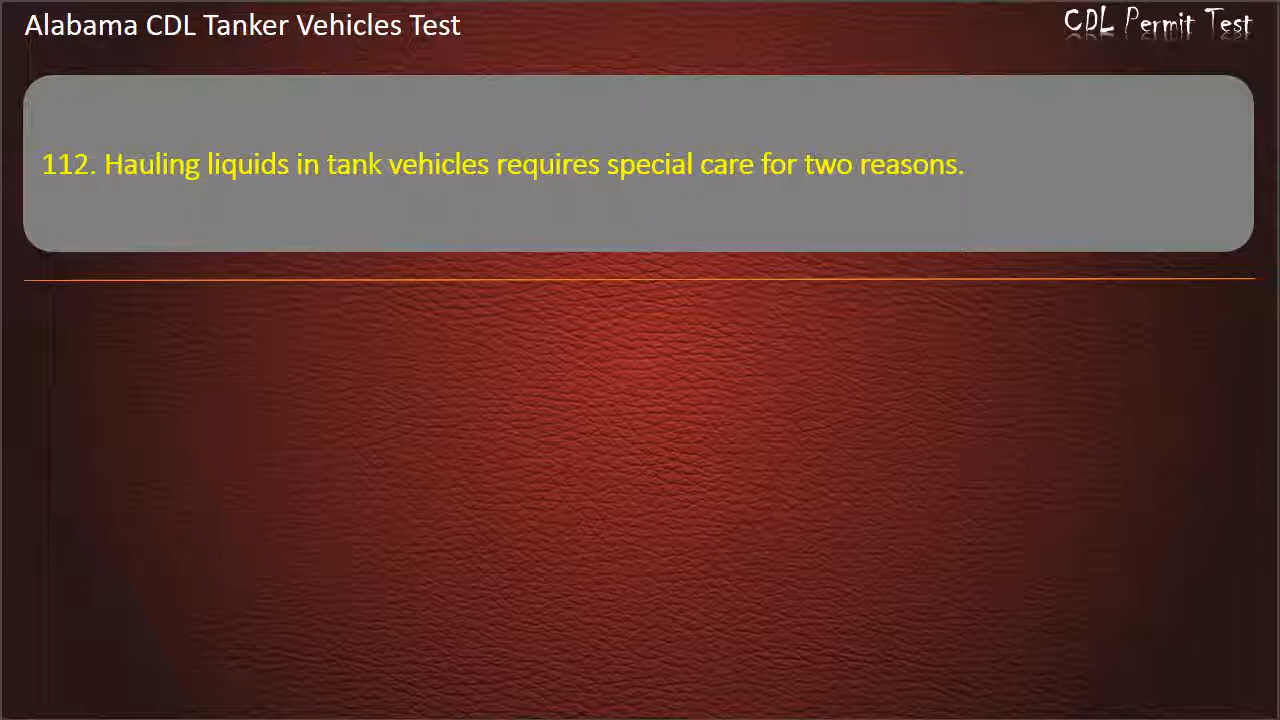 Alabama CDL Tanker Vehicles Test
CDL Permit Test
112. Hauling liquids in tank vehicles requires special care for two reasons.